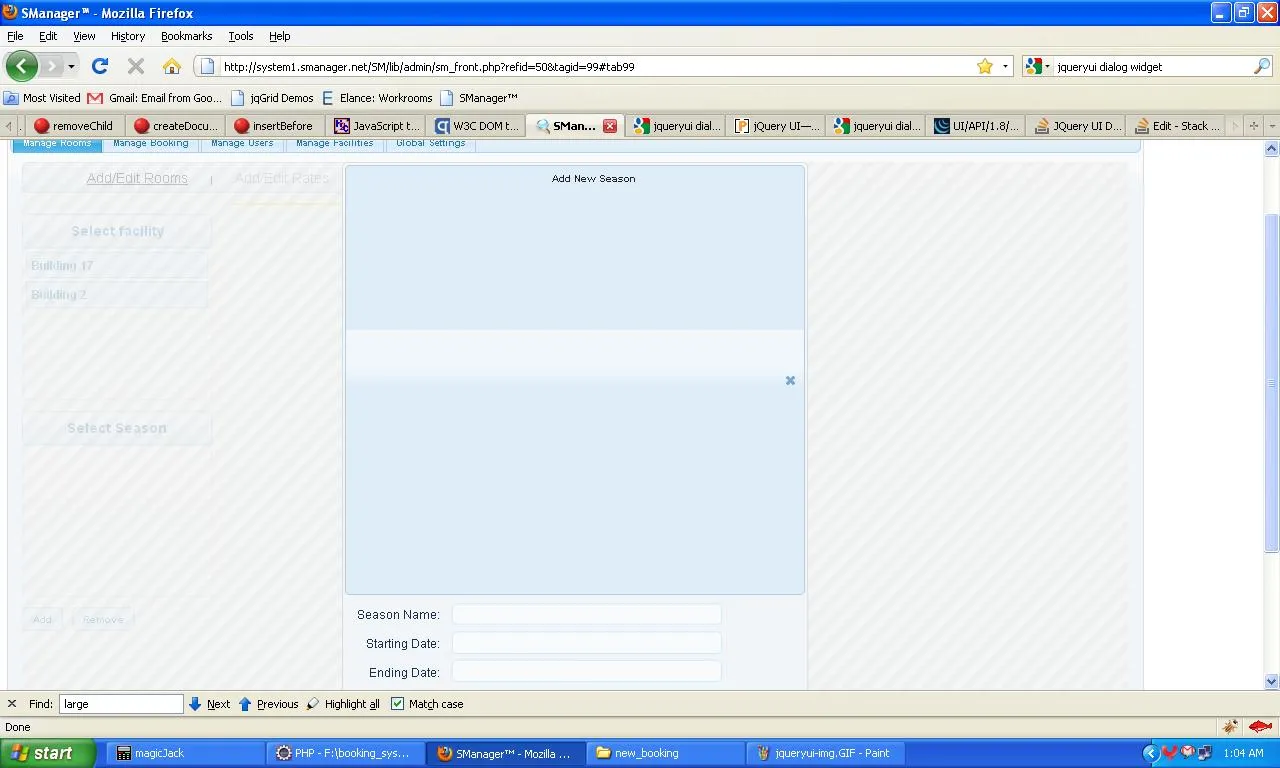 SManager™ - Mozilla Firefox
File Edit View History Bookmarks Tools Help
http://system1.smanager.net/SM/lib/admin/sm_front.php?refid=50&tagid=99#tab99
jqueryui dialog widget
Most Visited Gmail: Email from Goo... jqGrid Demos Elance: Workrooms SManager™
removeChild createDocu... insertBefore JavaScript t... W3C DOM t... SMan... jqueryui dial... jQuery UI—... jqueryui dial... UI/API/1.8/... JQuery UI D... Edit - Stack ...
Manage Rooms Manage Booking Manage Users Manage Facilities Global Settings
Add/Edit Rooms | Add/Edit Rates
Add New Season
Select facility
Building 17
Building 2
Select Season
Add Remove
Season Name:
Starting Date:
Ending Date:
Find: large Next Previous Highlight all Match case
Done
start magicJack PHP - F:\booking_sys... SManager™ - Mozilla ... new_booking jqueryui-img.GIF - Paint 1:04 AM